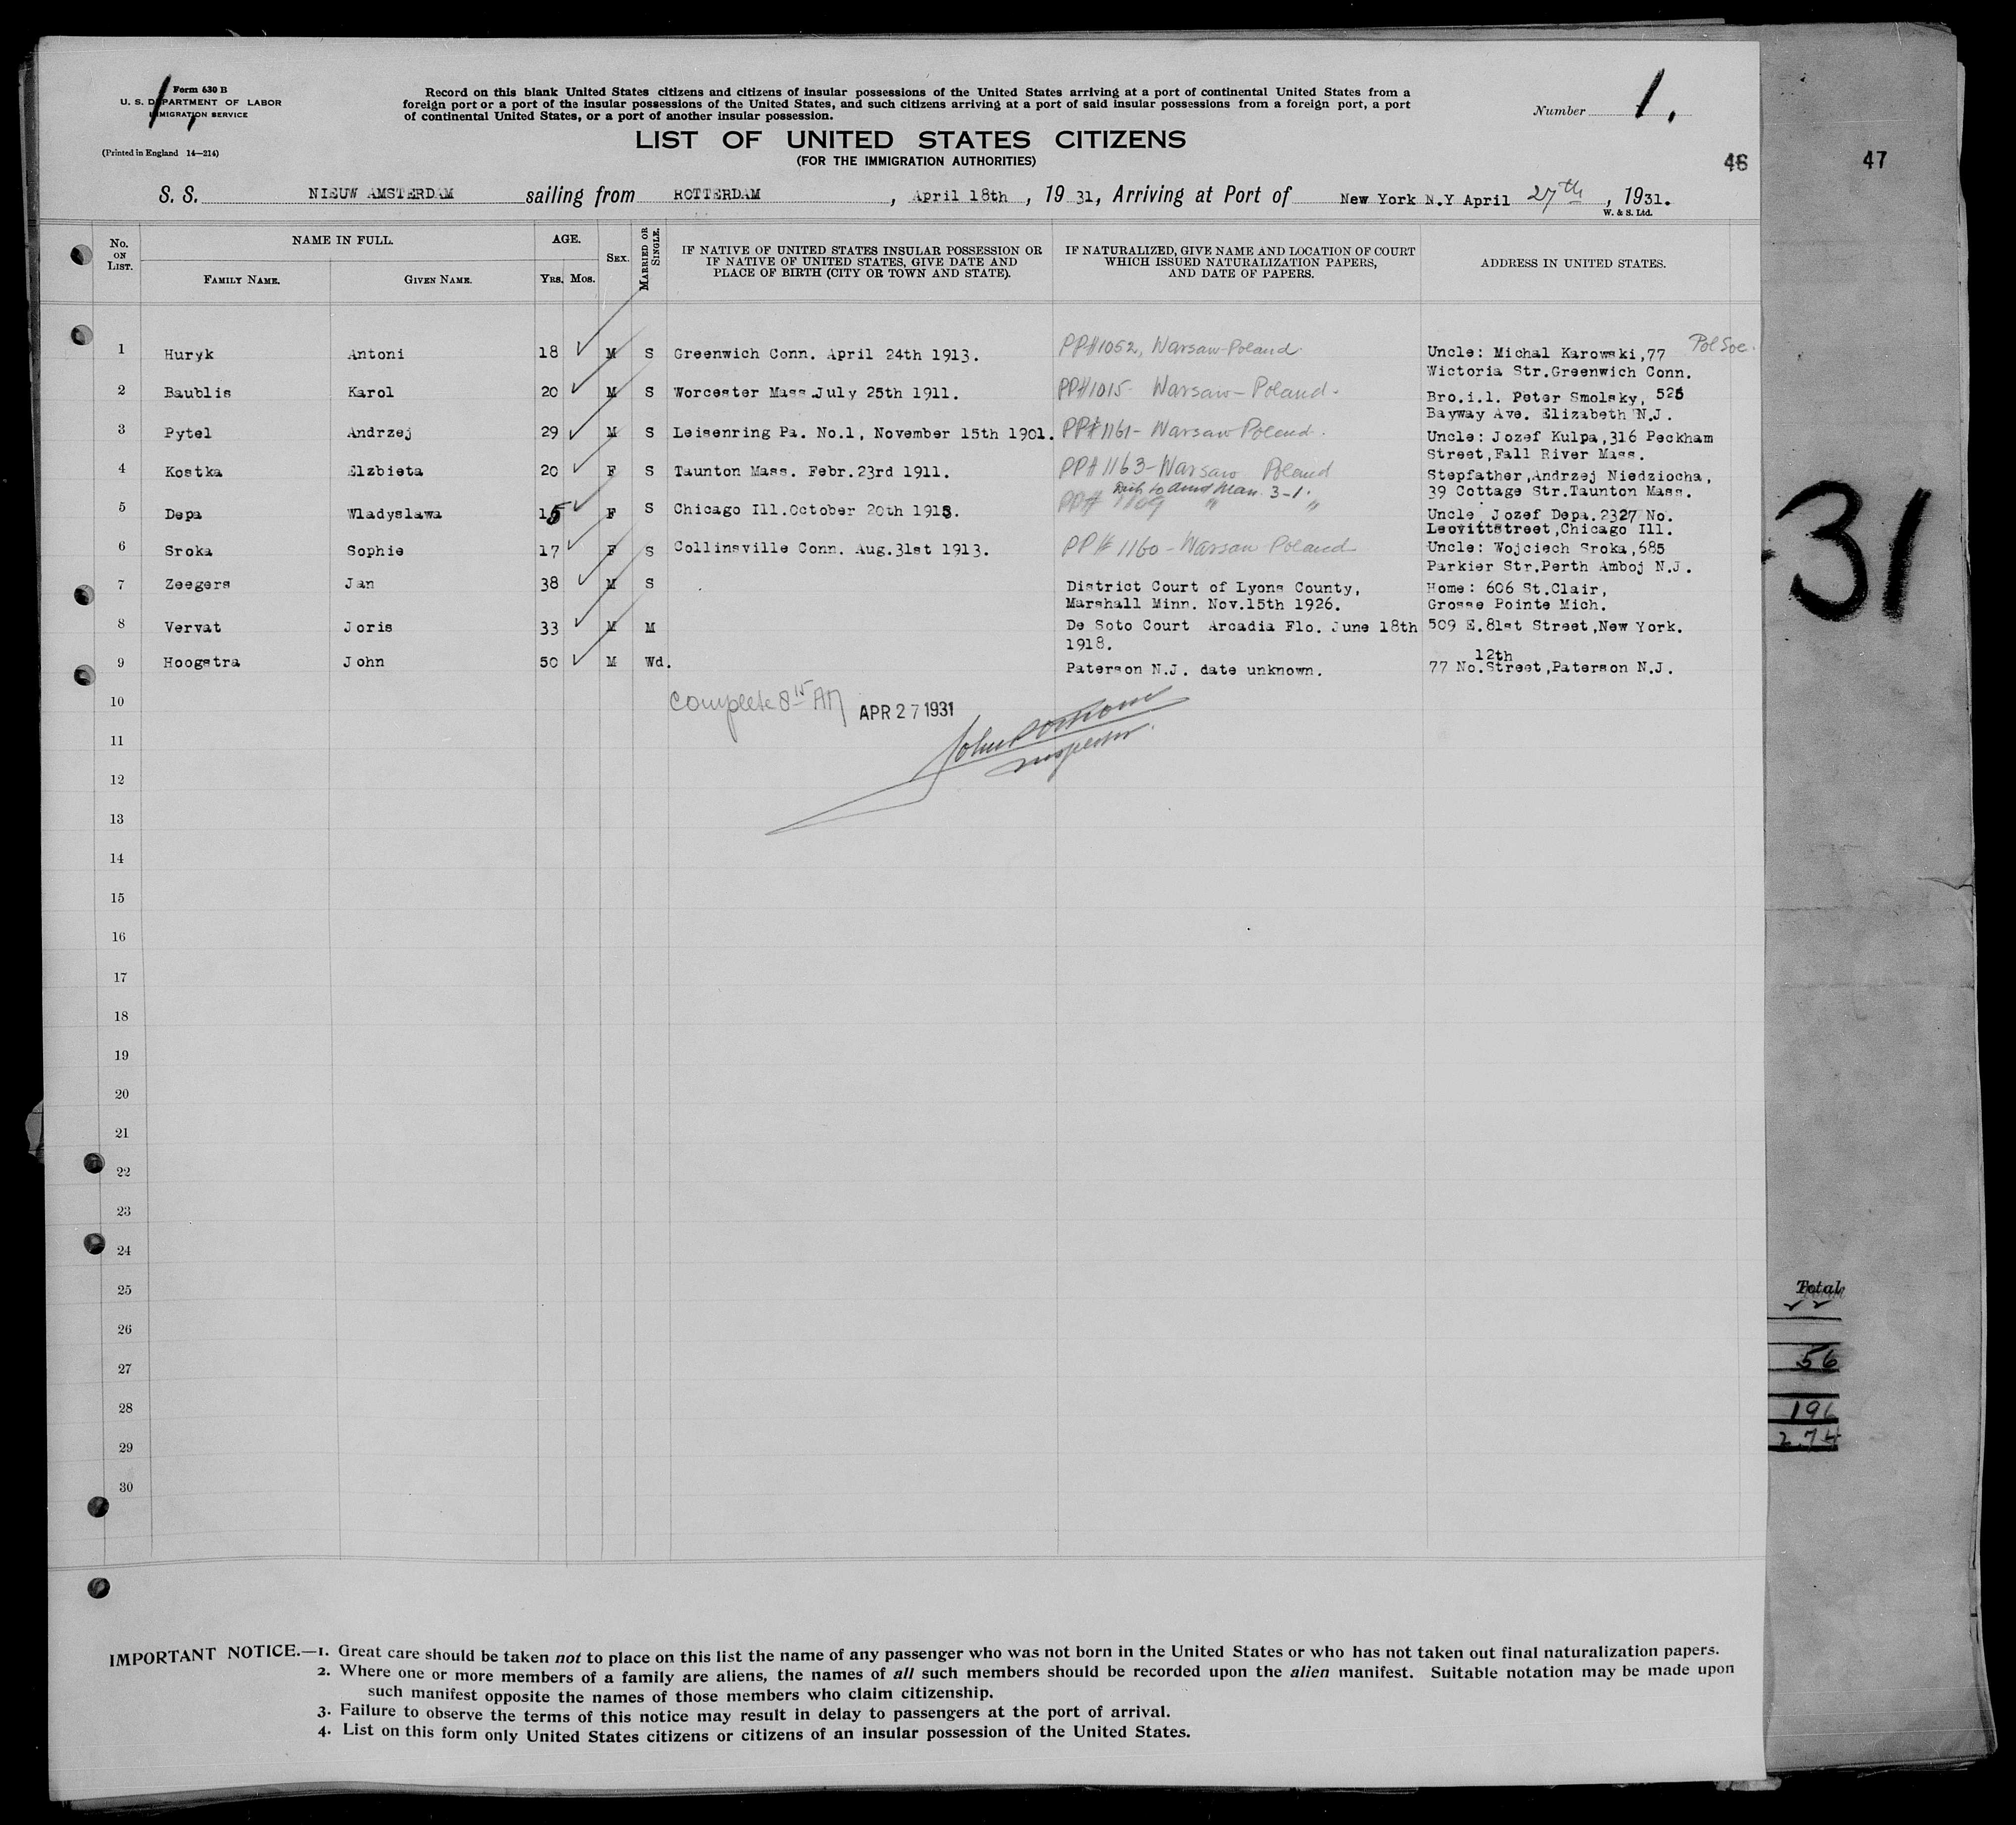 Form 630 B
U. S. DEPARTMENT OF LABOR
IMMIGRATION SERVICE
(Printed in England 14—214)
Record on this blank United States citizens and citizens of insular possessions of the United States arriving at a port of continental United States from a
foreign port or a port of the insular possessions of the United States, and such citizens arriving at a port of said insular possessions from a foreign port, a port
of continental United States, or a port of another insular possession.
Number 1.
LIST OF UNITED STATES CITIZENS
(FOR THE IMMIGRATION AUTHORITIES)
46
47
S. S. NIEUW AMSTERDAM sailing from ROTTERDAM, April 18th, 19 31, Arriving at Port of New York N.Y April 27th, 1931.
W. & S. Ltd.
No. ON LIST. NAME IN FULL. FAMILY NAME. GIVEN NAME. AGE. YRS. MOS. SEX. MARRIED OR SINGLE. IF NATIVE OF UNITED STATES INSULAR POSSESSION OR IF NATIVE OF UNITED STATES, GIVE DATE AND PLACE OF BIRTH (CITY OR TOWN AND STATE). IF NATURALIZED, GIVE NAME AND LOCATION OF COURT WHICH ISSUED NATURALIZATION PAPERS, AND DATE OF PAPERS. ADDRESS IN UNITED STATES.
1 Huryk Antoni 18 M S Greenwich Conn. April 24th 1913. PP#1052, Warsaw-Poland Uncle: Michal Karowski,77 Pol Soc.
Wictoria Str.Greenwich Conn.
2 Baublis Karol 20 M S Worcester Mass.July 25th 1911. PP#1015- Warsaw-Poland- Bro.i.l. Peter Smolsky, 525
Bayway Ave. Elizabeth N.J.
3 Pytel Andrzej 29 M S Leisenring Pa. No.1, November 15th 1901. PP#1161- Warsaw Poland. Uncle: Jozef Kulpa,316 Peckham
Street,Fall River Mass.
4 Kostka Elzbieta 20 F S Taunton Mass. Febr.23rd 1911. PP#1163-Warsaw Poland Stepfather,Andrzej Niedziocha,
39 Cottage Str.Taunton Mass.
5 Depa Wladyslawa 15 F S Chicago Ill.October 20th 1915. PP# " " Uncle Jozef Depa.2327 No.
Leovittstreet,Chicago Ill.
6 Sroka Sophie 17 F S Collinsville Conn. Aug.31st 1913. PP# 1160-Warsaw Poland Uncle: Wojciech Sroka,685
Parkier Str.Perth Amboj N.J.
7 Zeegers Jan 38 M S District Court of Lyons County, Home: 606 St.Clair,
Marshall Minn. Nov.15th 1926. Grosse Pointe Mich.
8 Vervat Joris 33 M M De Soto Court Arcadia Flo. June 18th 509 E.81st Street,New York.
1918.
12th
9 Hoogstra John 50 M Wd. Paterson N.J. date unknown. 77 No.Street,Paterson N.J.
10 Complete 8 15 AM APR 27 1931
11 John
Inspector.
12
13
14
15
16
17
18
19
20
21
22
23
24
25
26
27
28
29
30
31
Total
56
196
274
IMPORTANT NOTICE.—1. Great care should be taken not to place on this list the name of any passenger who was not born in the United States or who has not taken out final naturalization papers.
2. Where one or more members of a family are aliens, the names of all such members should be recorded upon the alien manifest. Suitable notation may be made upon
such manifest opposite the names of those members who claim citizenship.
3. Failure to observe the terms of this notice may result in delay to passengers at the port of arrival.
4. List on this form only United States citizens or citizens of an insular possession of the United States.